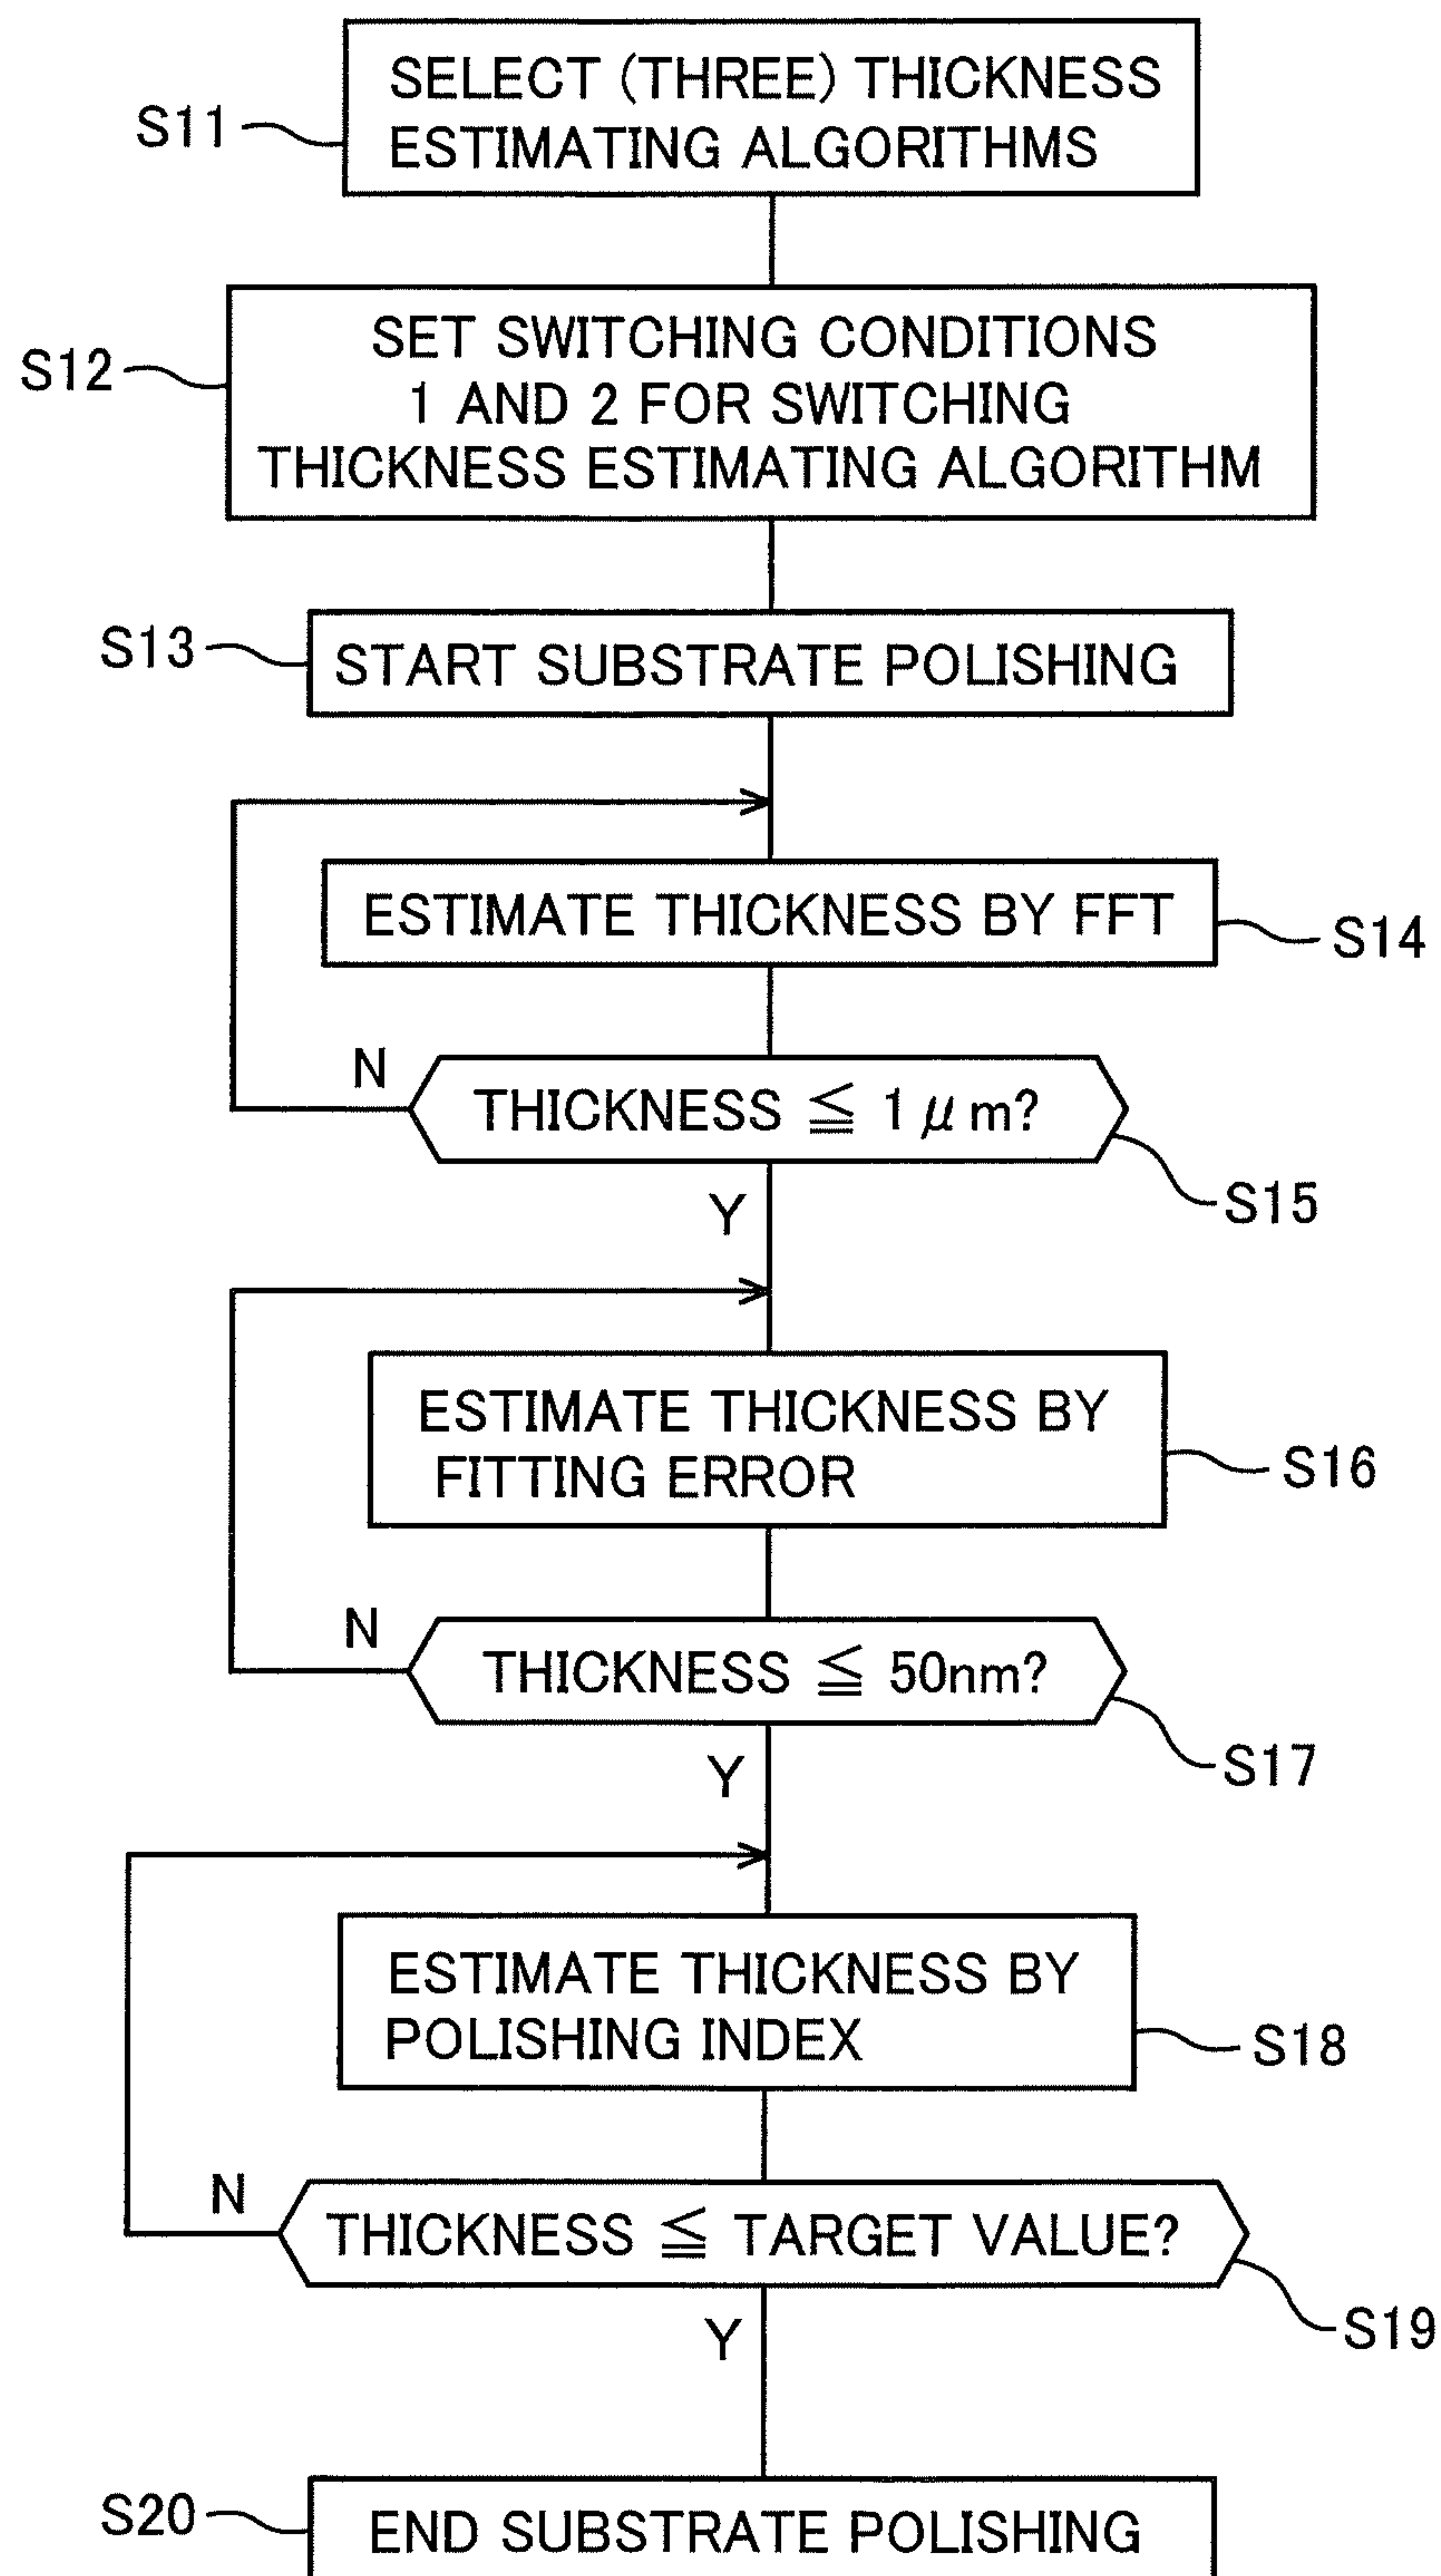 S11
SELECT (THREE) THICKNESS
ESTIMATING ALGORITHMS
S12
SET SWITCHING CONDITIONS
1 AND 2 FOR SWITCHING
THICKNESS ESTIMATING ALGORITHM
S13
START SUBSTRATE POLISHING
ESTIMATE THICKNESS BY FFT
S14
N
THICKNESS ≦ 1 μm?
S15
Y
ESTIMATE THICKNESS BY
FITTING ERROR
S16
N
THICKNESS ≦ 50nm?
S17
Y
ESTIMATE THICKNESS BY
POLISHING INDEX
S18
N
THICKNESS ≦ TARGET VALUE?
S19
Y
S20
END SUBSTRATE POLISHING